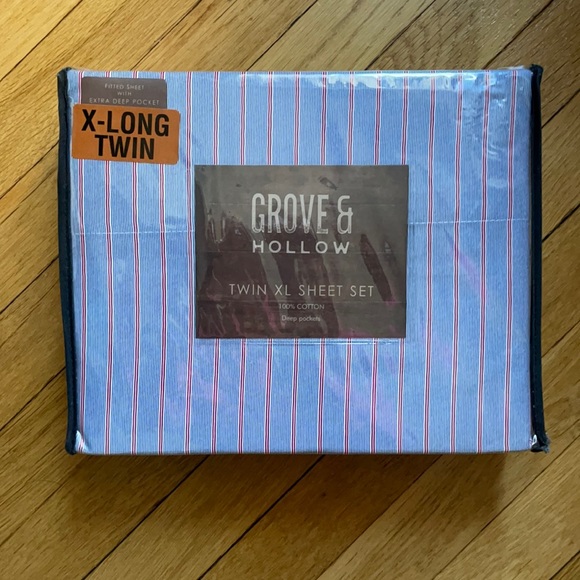 FITTED SHEET
WITH
EXTRA DEEP POCKET
X-LONG
TWIN
GROVE &
HOLLOW
TWIN XL SHEET SET
100% COTTON
Deep pockets